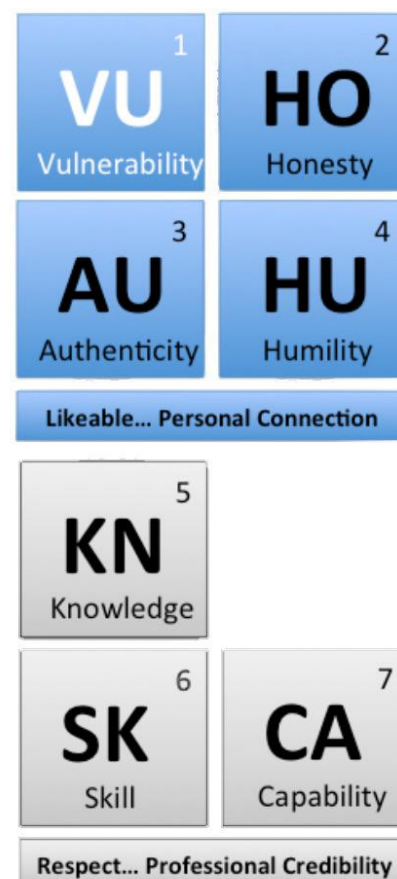 1 2
VU HO
Vulnerability Honesty
3 4
AU HU
Authenticity Humility
Likeable... Personal Connection
5
KN
Knowledge
6 7
SK CA
Skill Capability
Respect... Professional Credibility